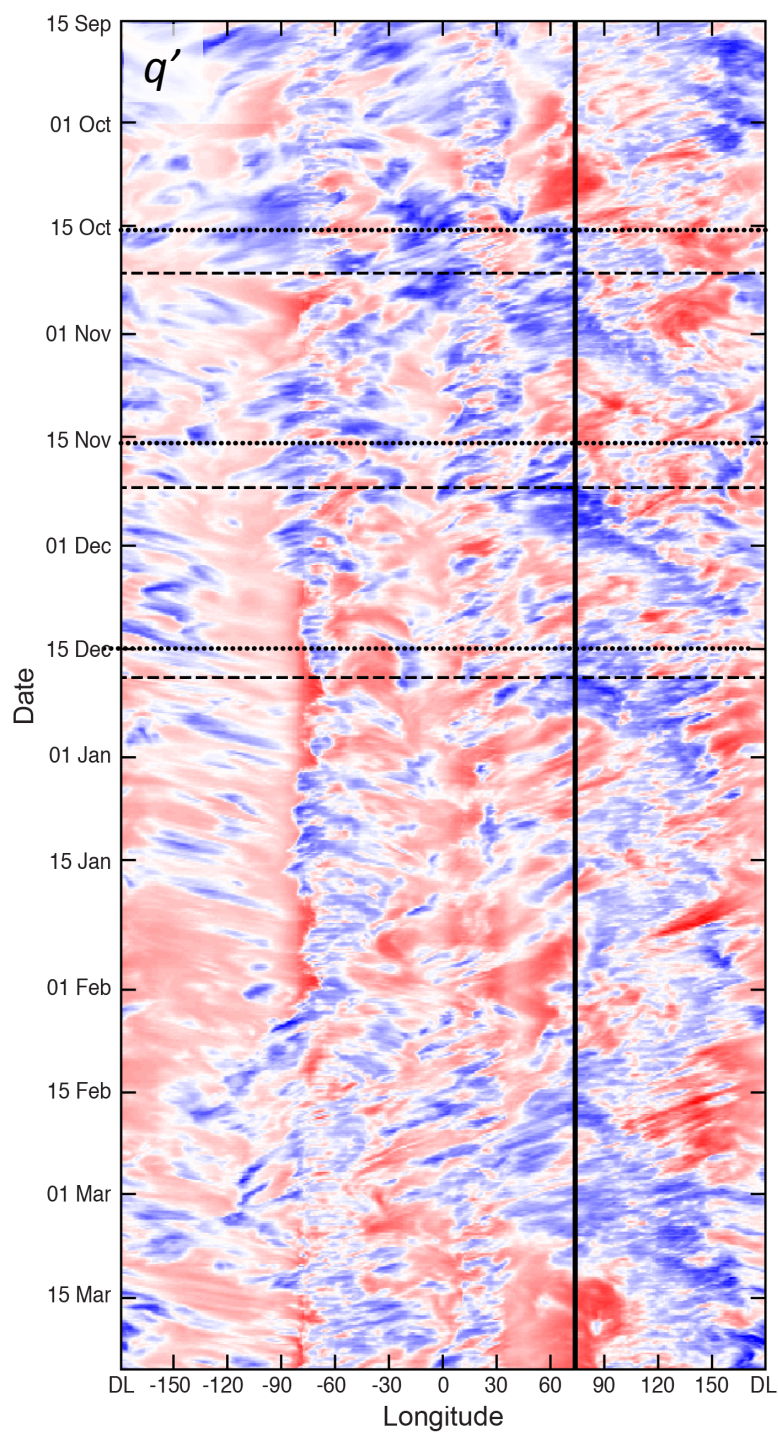 15 Sep
q′
01 Oct
15 Oct
01 Nov
15 Nov
01 Dec
15 Dec
Date
01 Jan
15 Jan
01 Feb
15 Feb
01 Mar
15 Mar
DL -150 -120 -90 -60 -30 0 30 60 90 120 150 DL
Longitude